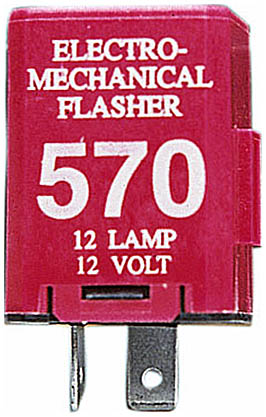 ELECTRO-
MECHANICAL
FLASHER
570
12 LAMP
12 VOLT